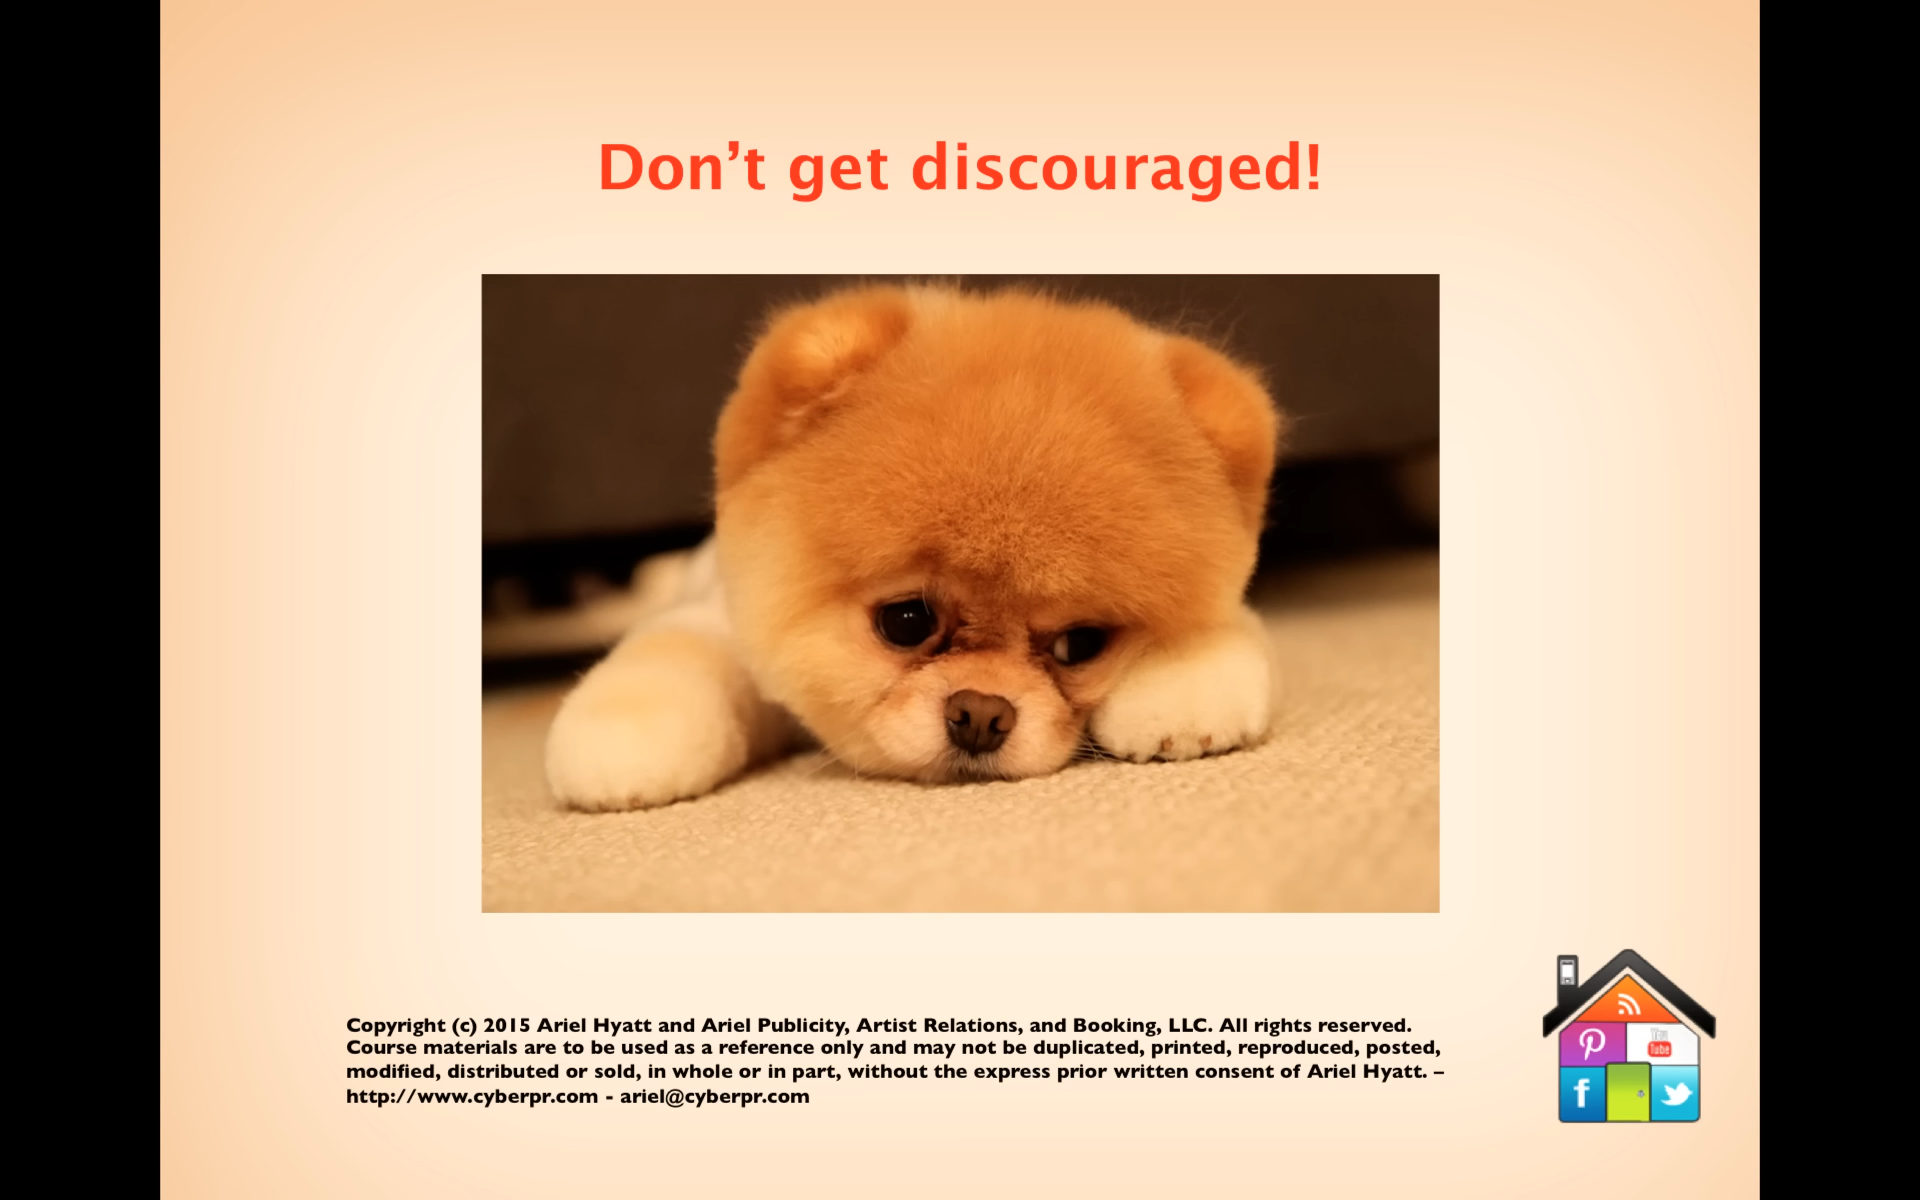 Don’t get discouraged!
Copyright (c) 2015 Ariel Hyatt and Ariel Publicity, Artist Relations, and Booking, LLC. All rights reserved.
Course materials are to be used as a reference only and may not be duplicated, printed, reproduced, posted,
modified, distributed or sold, in whole or in part, without the express prior written consent of Ariel Hyatt. –
http://www.cyberpr.com - ariel@cyberpr.com
You
Tube
f